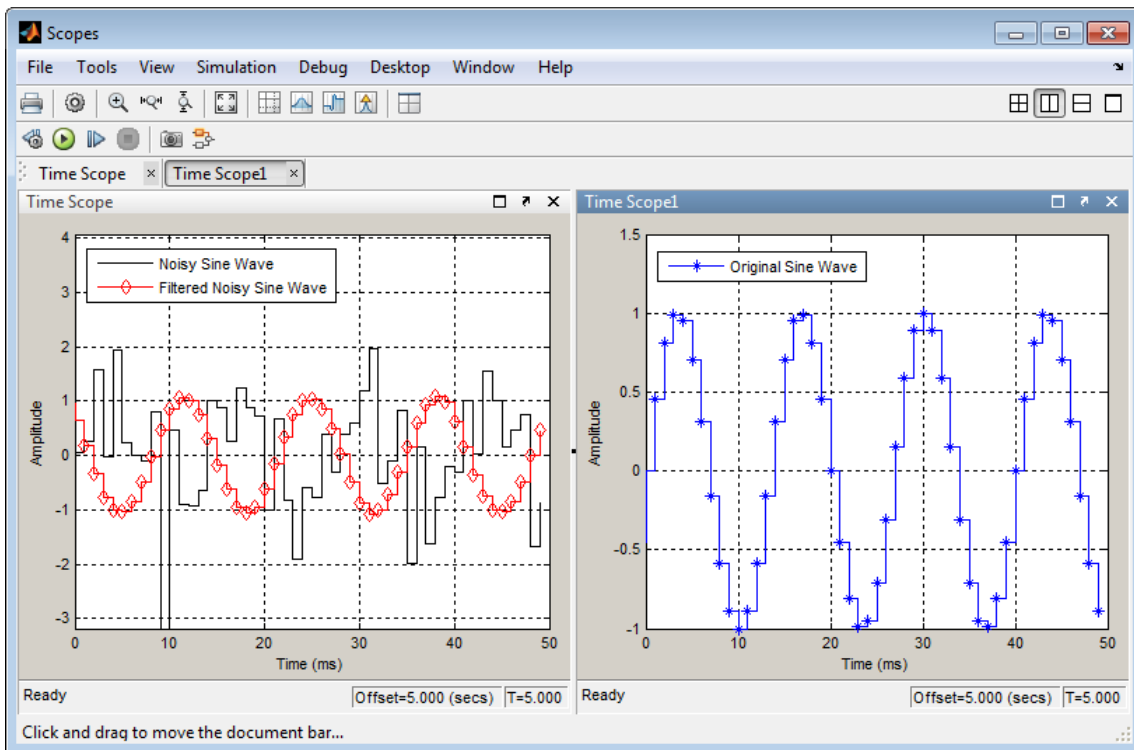 Scopes
File Tools View Simulation Debug Desktop Window Help
Time Scope Time Scope1
Time Scope
4
3
2
1
0
-1
-2
-3
Amplitude
Noisy Sine Wave
Filtered Noisy Sine Wave
0 10 20 30 40 50
Time (ms)
Ready Offset=5.000 (secs) T=5.000
Time Scope1
1.5
1
0.5
0
-0.5
-1
Amplitude
Original Sine Wave
0 10 20 30 40 50
Time (ms)
Ready Offset=5.000 (secs) T=5.000
Click and drag to move the document bar...